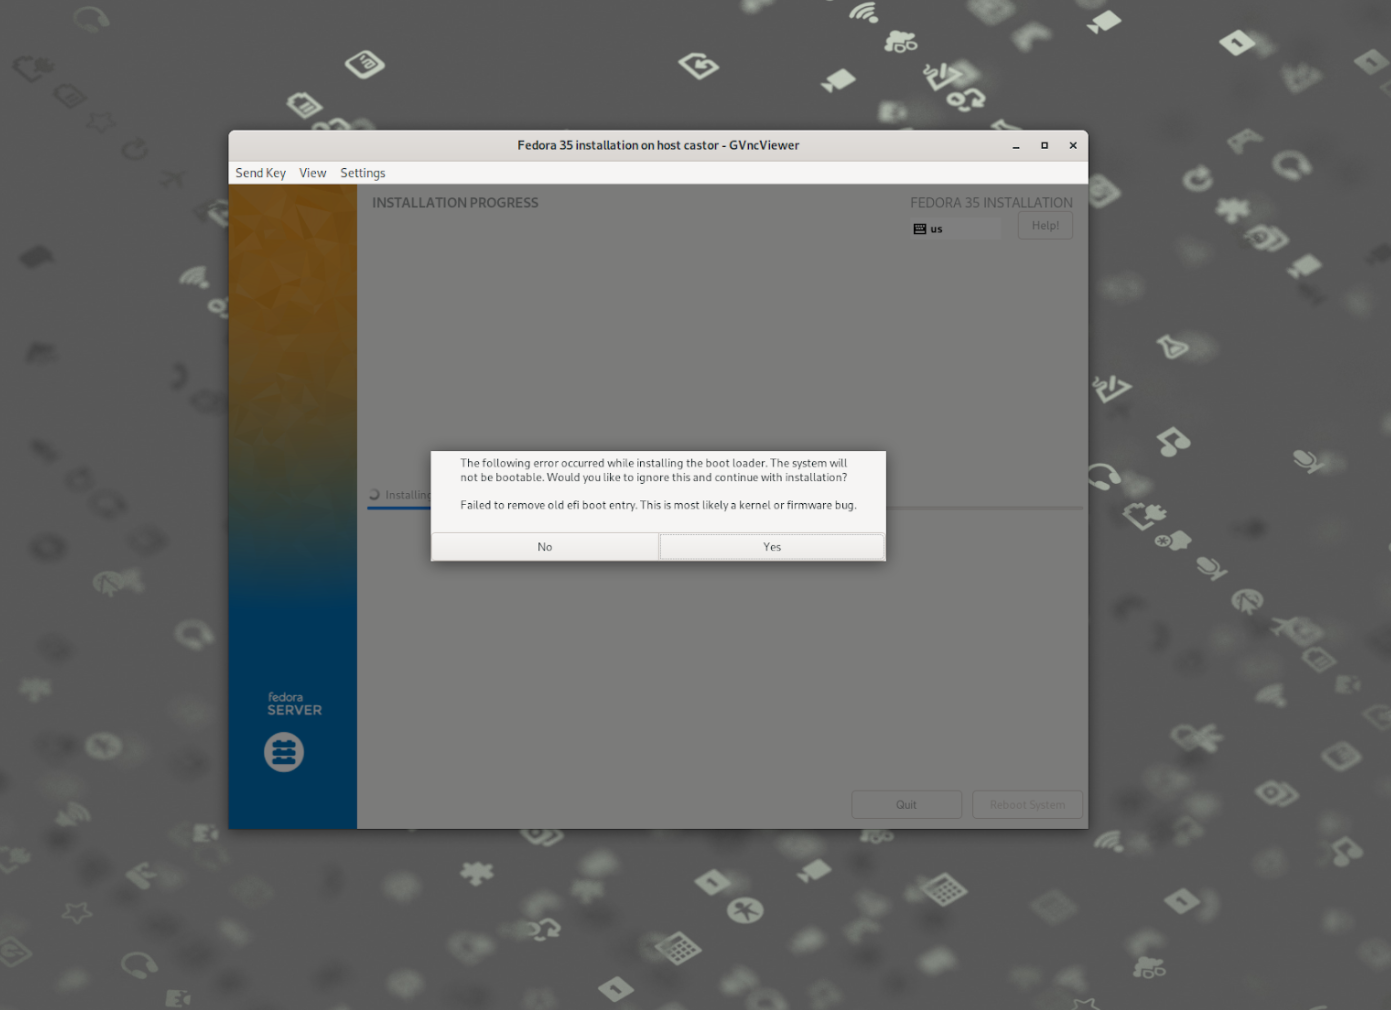 Fedora 35 installation on host castor - GVncViewer
Send Key View Settings
INSTALLATION PROGRESS
FEDORA 35 INSTALLATION
us
Help!
The following error occurred while installing the boot loader. The system will
not be bootable. Would you like to ignore this and continue with installation?
Failed to remove old efi boot entry. This is most likely a kernel or firmware bug.
Installing
No
Yes
fedora
SERVER
Quit
Reboot System